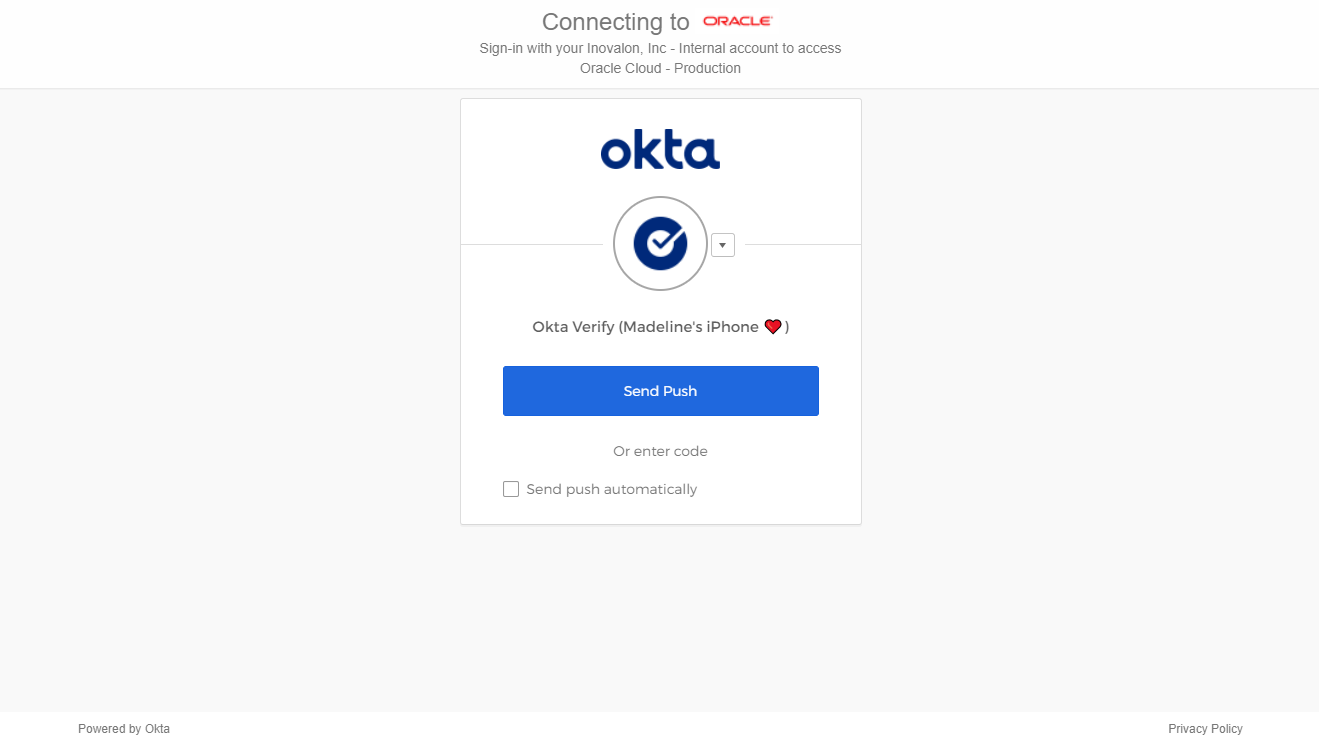 Connecting to ORACLE
Sign-in with your Inovalon, Inc - Internal account to access
Oracle Cloud - Production
okta
Okta Verify (Madeline's iPhone ❤️)
Send Push
Or enter code
Send push automatically
Powered by Okta
Privacy Policy